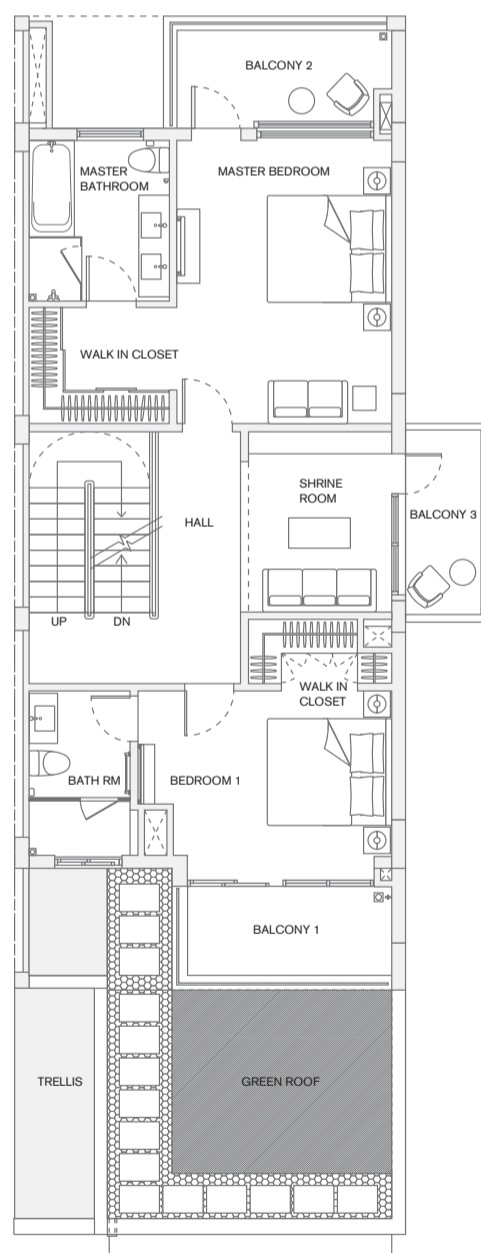 BALCONY 2
MASTER
BATHROOM
MASTER BEDROOM
WALK IN CLOSET
SHRINE
ROOM
HALL
BALCONY 3
UP
DN
WALK IN
CLOSET
BATH RM
BEDROOM 1
BALCONY 1
TRELLIS
GREEN ROOF